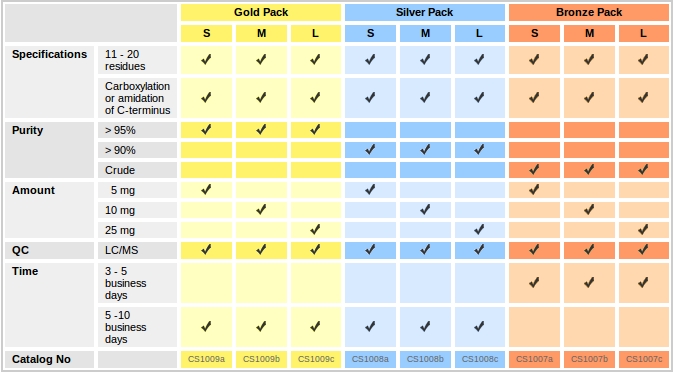 Gold Pack Silver Pack Bronze Pack
S M L S M L S M L
Specifications 11 - 20
residues ✓ ✓ ✓ ✓ ✓ ✓ ✓ ✓ ✓
Carboxylation
or amidation
of C-terminus ✓ ✓ ✓ ✓ ✓ ✓ ✓ ✓ ✓
Purity > 95% ✓ ✓ ✓
> 90% ✓ ✓ ✓
Crude ✓ ✓ ✓
Amount 5 mg ✓ ✓ ✓
10 mg ✓ ✓ ✓
25 mg ✓ ✓ ✓
QC LC/MS ✓ ✓ ✓ ✓ ✓ ✓ ✓ ✓ ✓
Time 3 - 5
business
days ✓ ✓ ✓
5 -10
business
days ✓ ✓ ✓ ✓ ✓ ✓
Catalog No CS1009a CS1009b CS1009c CS1008a CS1008b CS1008c CS1007a CS1007b CS1007c